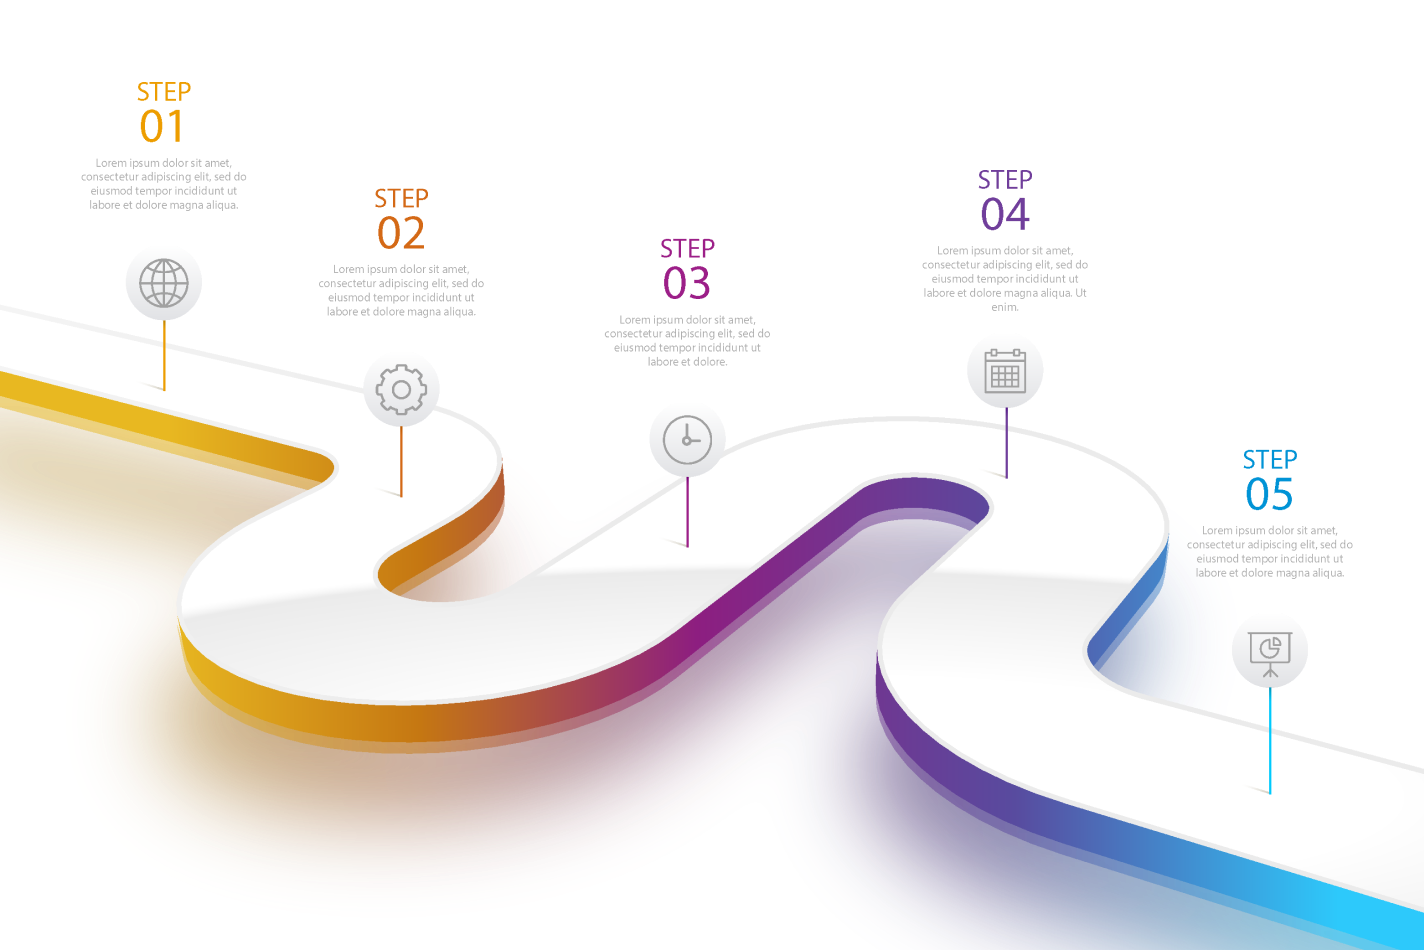 STEP
01
Lorem ipsum dolor sit amet,
consectetur adipiscing elit, sed do
eiusmod tempor incididunt ut
labore et dolore magna aliqua.
STEP
02
Lorem ipsum dolor sit amet,
consectetur adipiscing elit, sed do
eiusmod tempor incididunt ut
labore et dolore magna aliqua.
STEP
03
Lorem ipsum dolor sit amet,
consectetur adipiscing elit, sed do
eiusmod tempor incididunt ut
labore et dolore.
STEP
04
Lorem ipsum dolor sit amet,
consectetur adipiscing elit, sed do
eiusmod tempor incididunt ut
labore et dolore magna aliqua. Ut
enim.
STEP
05
Lorem ipsum dolor sit amet,
consectetur adipiscing elit, sed do
eiusmod tempor incididunt ut
labore et dolore magna aliqua.